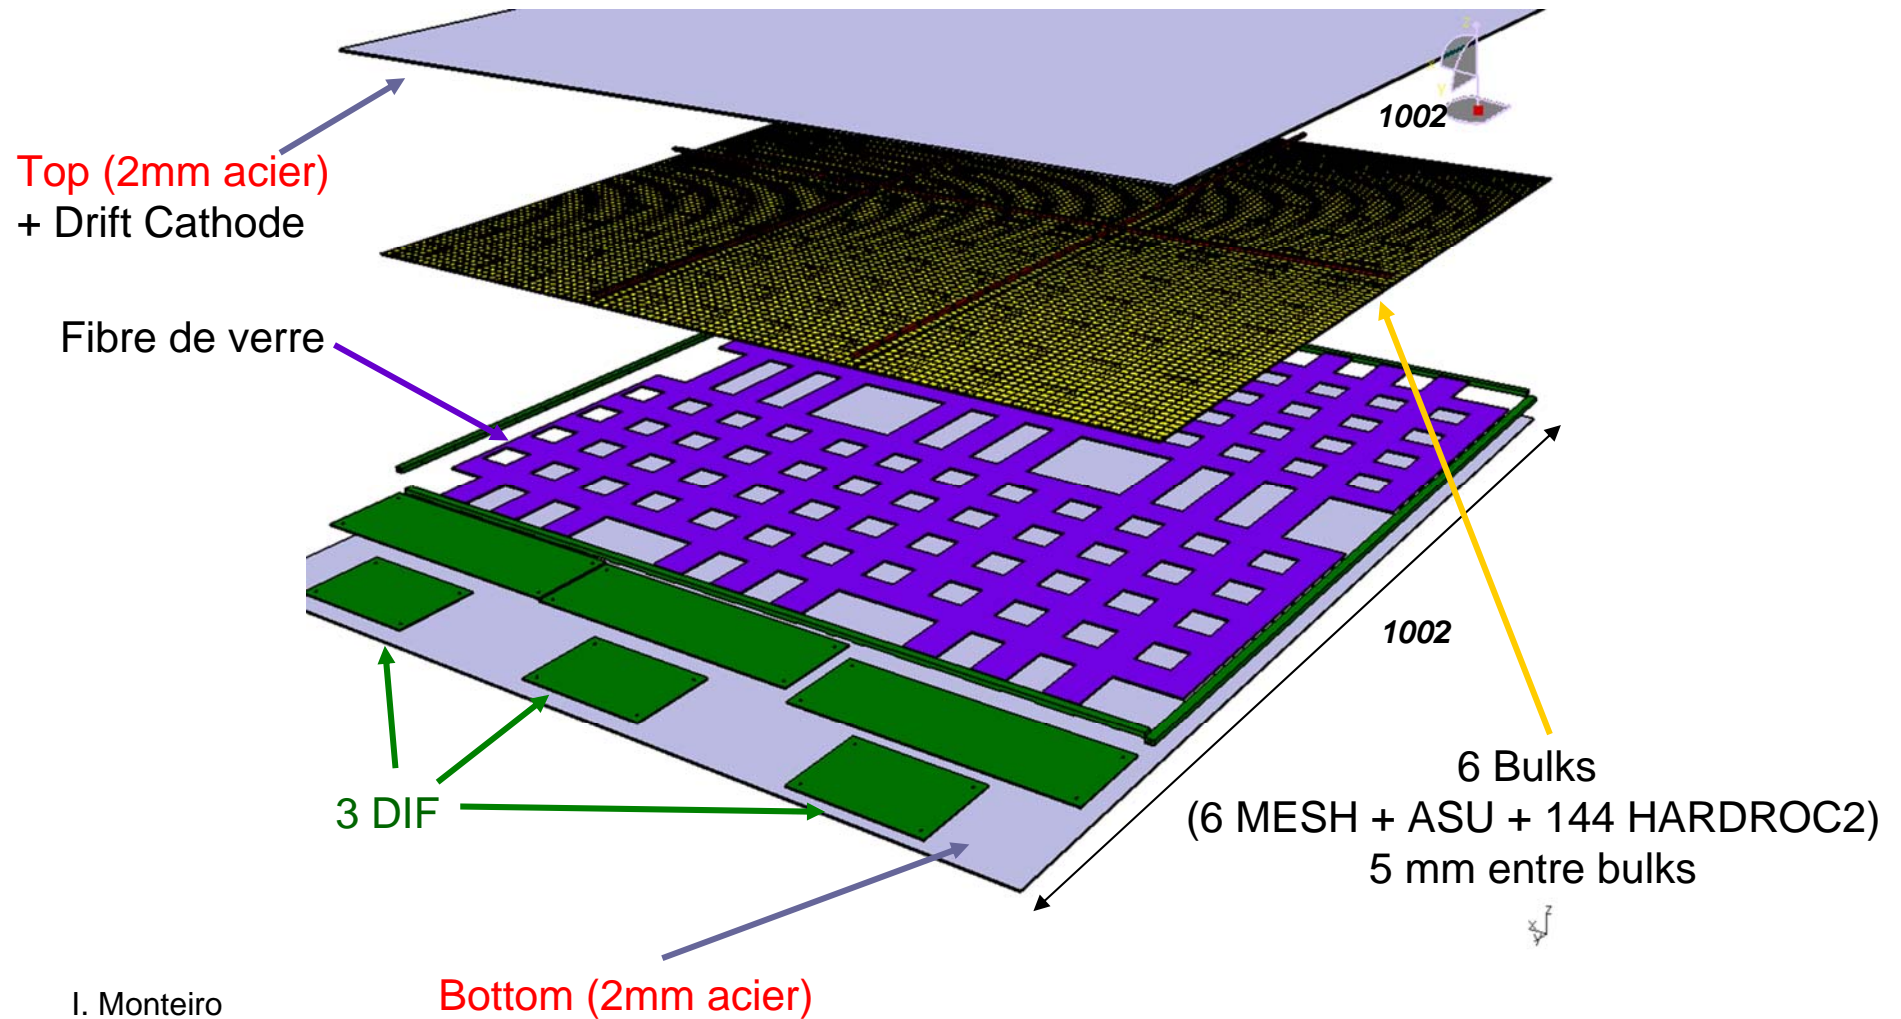 1002
Top (2mm acier)
+ Drift Cathode
Fibre de verre
1002
3 DIF
6 Bulks
(6 MESH + ASU + 144 HARDROC2)
5 mm entre bulks
I. Monteiro
Bottom (2mm acier)
z
y
z
x
y